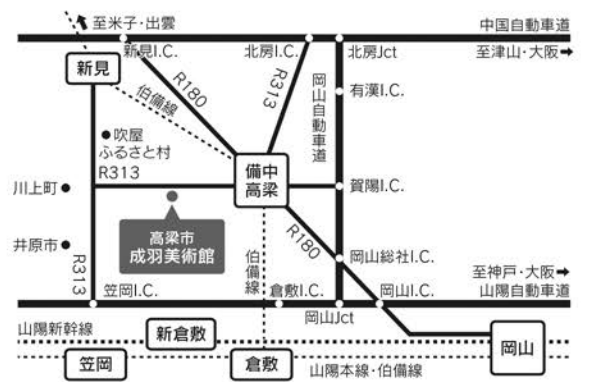 至米子・出雲
中国自動車道
新見I.C.
北房I.C.
北房Jct
至津山・大阪➡
新見
R180
R313
伯備線
岡山自動車道
有漢I.C.
吹屋
ふるさと村
R313
備中
高梁
川上町
賀陽I.C.
高梁市
成羽美術館
R180
井原市
R313
伯備線
岡山総社I.C.
至神戸・大阪➡
笠岡I.C.
倉敷I.C.
岡山I.C.
山陽自動車道
岡山Jct
山陽新幹線
新倉敷
岡山
笠岡
倉敷
山陽本線・伯備線